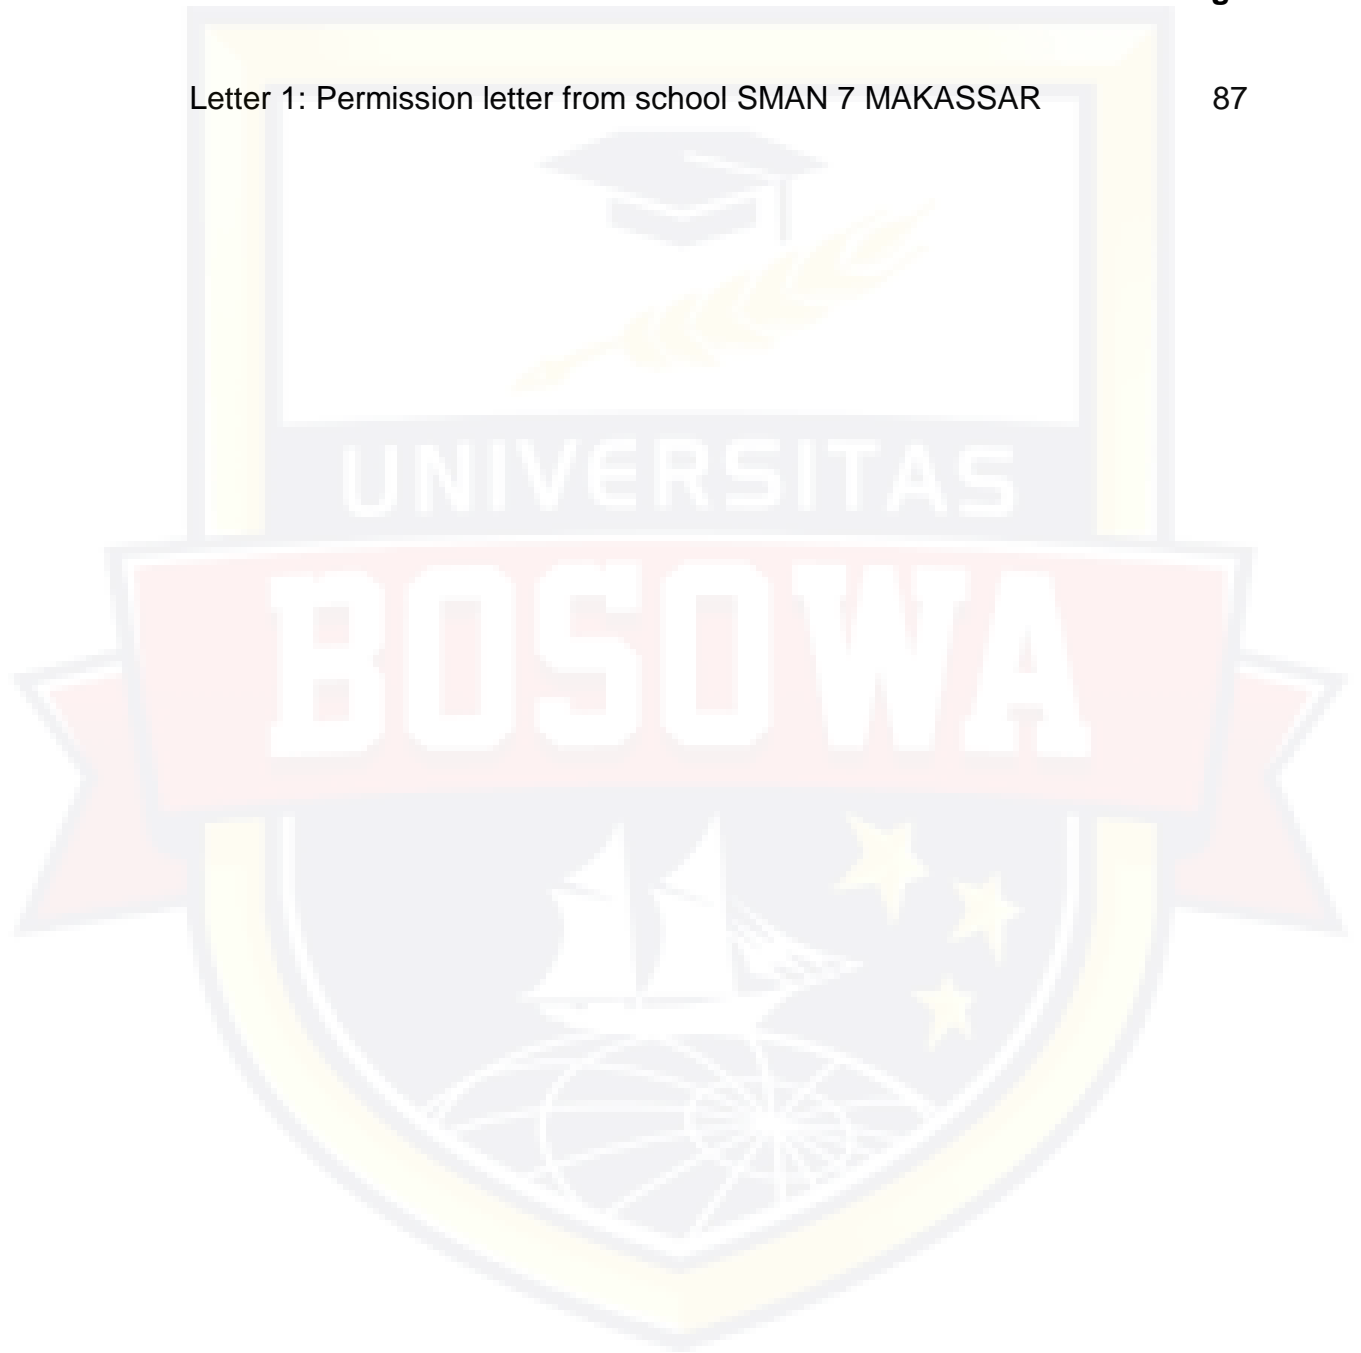 Letter 1: Permission letter from school SMAN 7 MAKASSAR 87
UNIVERSITAS
BOSOWA